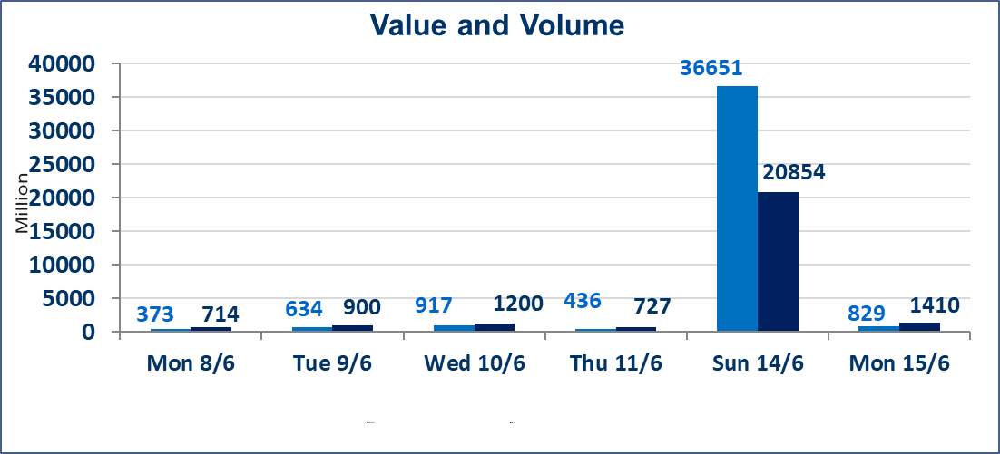 Value and Volume
Million
40000
35000
30000
25000
20000
15000
10000
5000
0
373
714
634
900
917
1200
436
727
36651
20854
829
1410
Mon 8/6
Tue 9/6
Wed 10/6
Thu 11/6
Sun 14/6
Mon 15/6